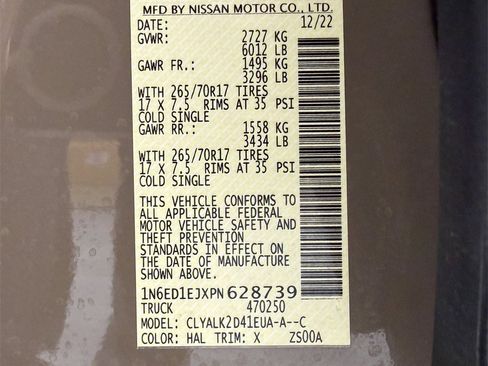 MFD BY NISSAN MOTOR CO., LTD.
DATE: 12/22
GVWR: 2727 KG
6012 LB
GAWR FR.: 1495 KG
3296 LB
WITH 265/70R17 TIRES
17 X 7.5 RIMS AT 35 PSI
COLD SINGLE
GAWR RR.: 1558 KG
3434 LB
WITH 265/70R17 TIRES
17 X 7.5 RIMS AT 35 PSI
COLD SINGLE
THIS VEHICLE CONFORMS TO
ALL APPLICABLE FEDERAL
MOTOR VEHICLE SAFETY AND
THEFT PREVENTION
STANDARDS IN EFFECT ON
THE DATE OF MANUFACTURE
SHOWN ABOVE.
1N6ED1EJXPN628739
TRUCK 470250
MODEL: CLYALK2D41EUA-A--C
COLOR: HAL TRIM: X ZS00A